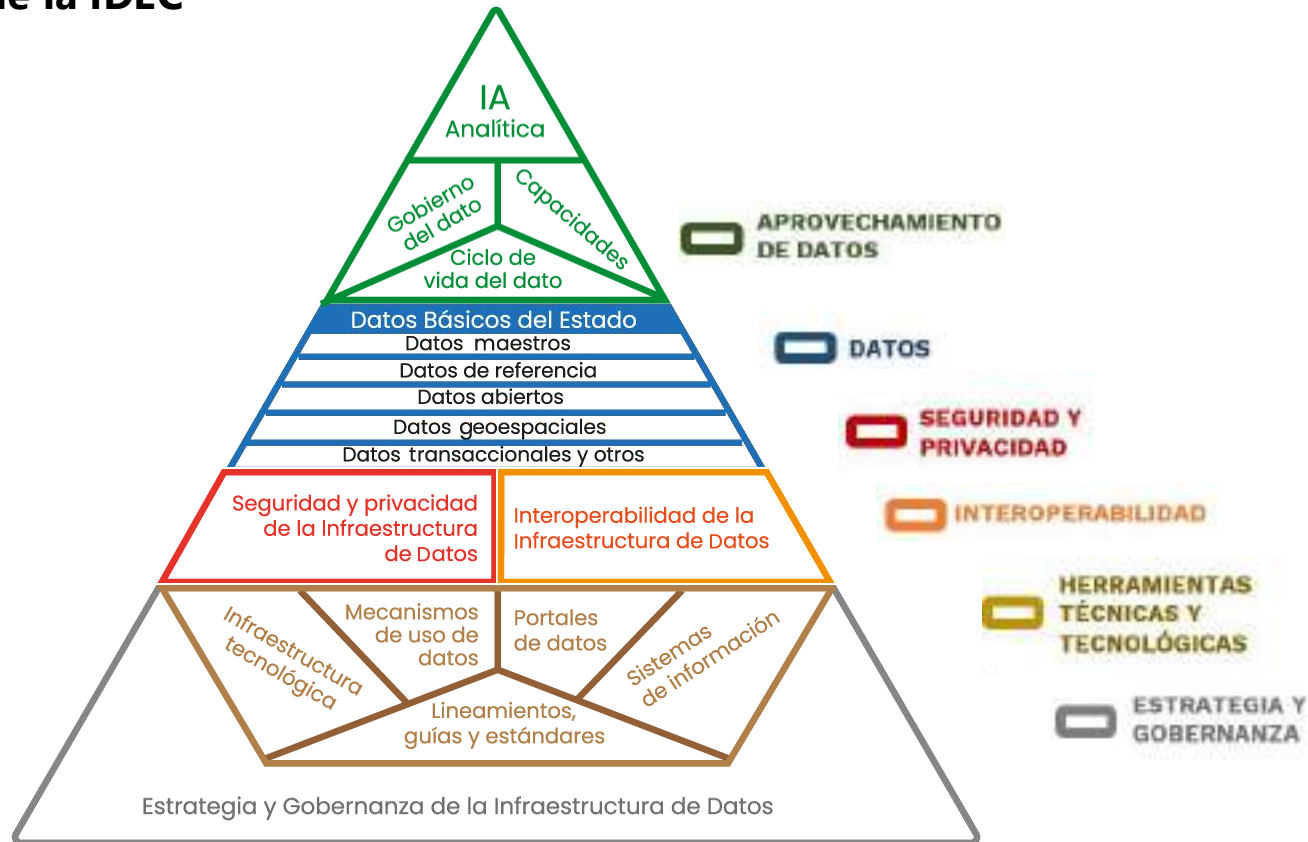 de la IDEC
IA
Analítica
Gobierno
del dato
Capacidades
Ciclo de
vida del dato
Datos Básicos del Estado
Datos maestros
Datos de referencia
Datos abiertos
Datos geoespaciales
Datos transaccionales y otros
Seguridad y privacidad
de la Infraestructura
de Datos
Interoperabilidad de la
Infraestructura de Datos
Infraestructura
tecnológica
Mecanismos
de uso de
datos
Portales
de datos
Sistemas
de información
Lineamientos,
guías y estándares
Estrategia y Gobernanza de la Infraestructura de Datos
APROVECHAMIENTO
DE DATOS
DATOS
SEGURIDAD Y
PRIVACIDAD
INTEROPERABILIDAD
HERRAMIENTAS
TÉCNICAS Y
TECNOLÓGICAS
ESTRATEGIA Y
GOBERNANZA